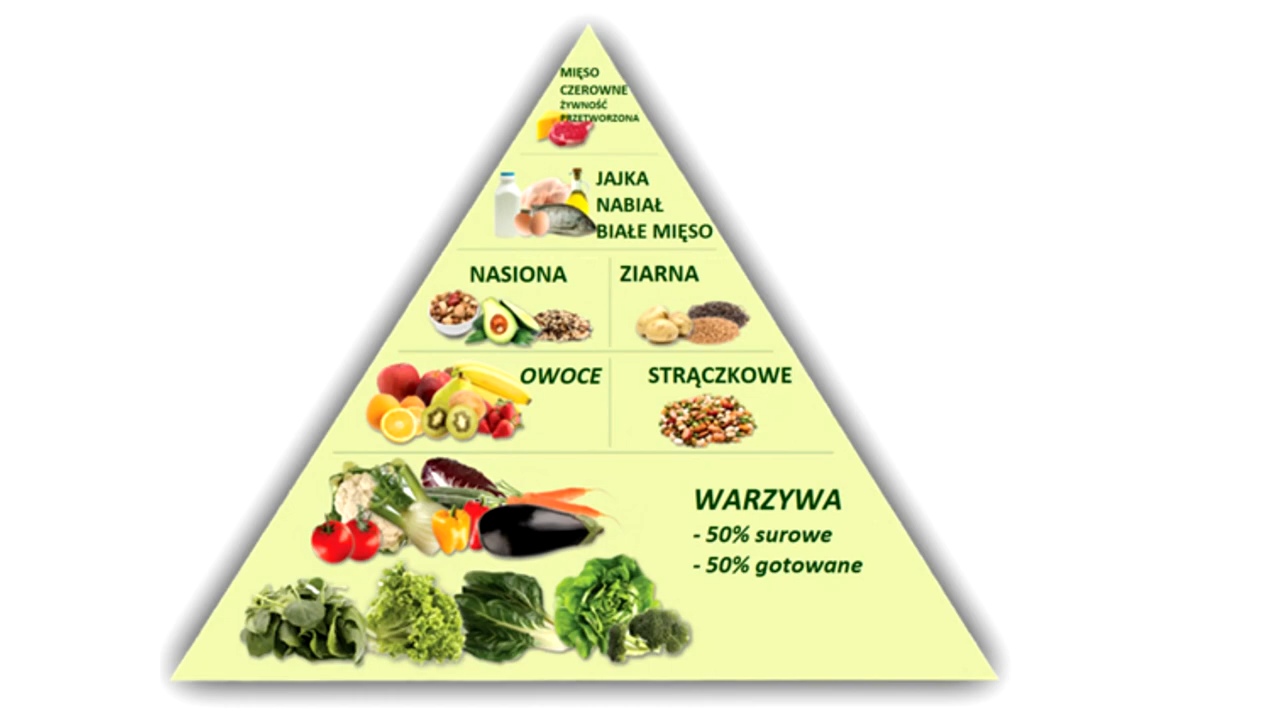 MIĘSO
CZEROWNE
ŻYWNOŚĆ
PRZETWORZONA
JAJKA
NABIAŁ
BIAŁE MIĘSO
NASIONA
ZIARNA
OWOCE
STRĄCZKOWE
WARZYWA
- 50% surowe
- 50% gotowane